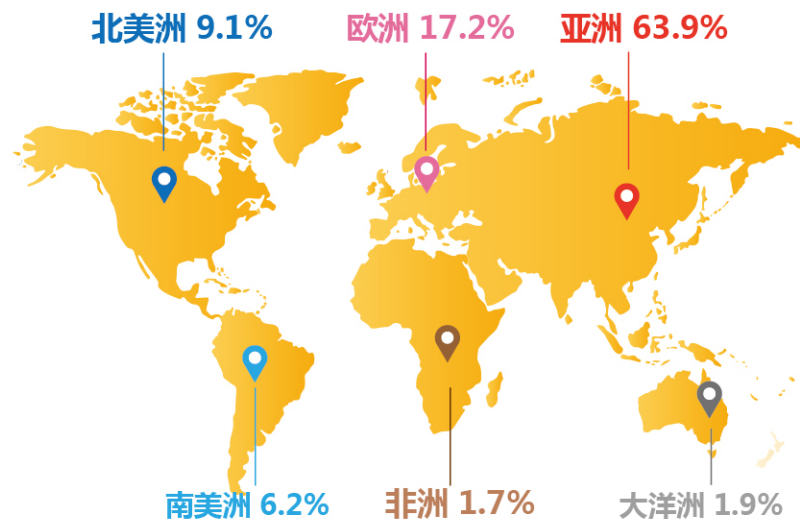 北美洲 9.1%
欧洲 17.2%
亚洲 63.9%
南美洲 6.2%
非洲 1.7%
大洋洲 1.9%